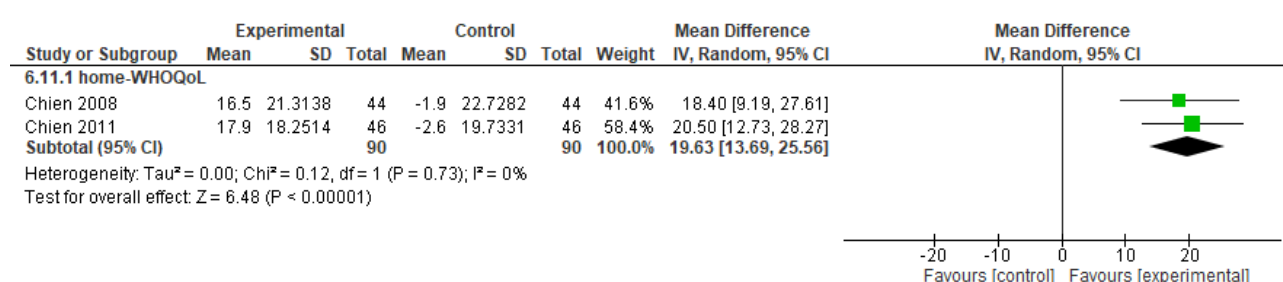 Experimental Control Mean Difference Mean Difference
Study or Subgroup Mean SD Total Mean SD Total Weight IV, Random, 95% CI IV, Random, 95% CI
6.11.1 home-WHOQoL
Chien 2008 16.5 21.3138 44 -1.9 22.7282 44 41.6% 18.40 [9.19, 27.61]
Chien 2011 17.9 18.2514 46 -2.6 19.7331 46 58.4% 20.50 [12.73, 28.27]
Subtotal (95% CI) 90 90 100.0% 19.63 [13.69, 25.56]
Heterogeneity: Tau² = 0.00; Chi² = 0.12, df = 1 (P = 0.73); I² = 0%
Test for overall effect: Z = 6.48 (P < 0.00001)
-20 -10 0 10 20
Favours [control] Favours [experimental]